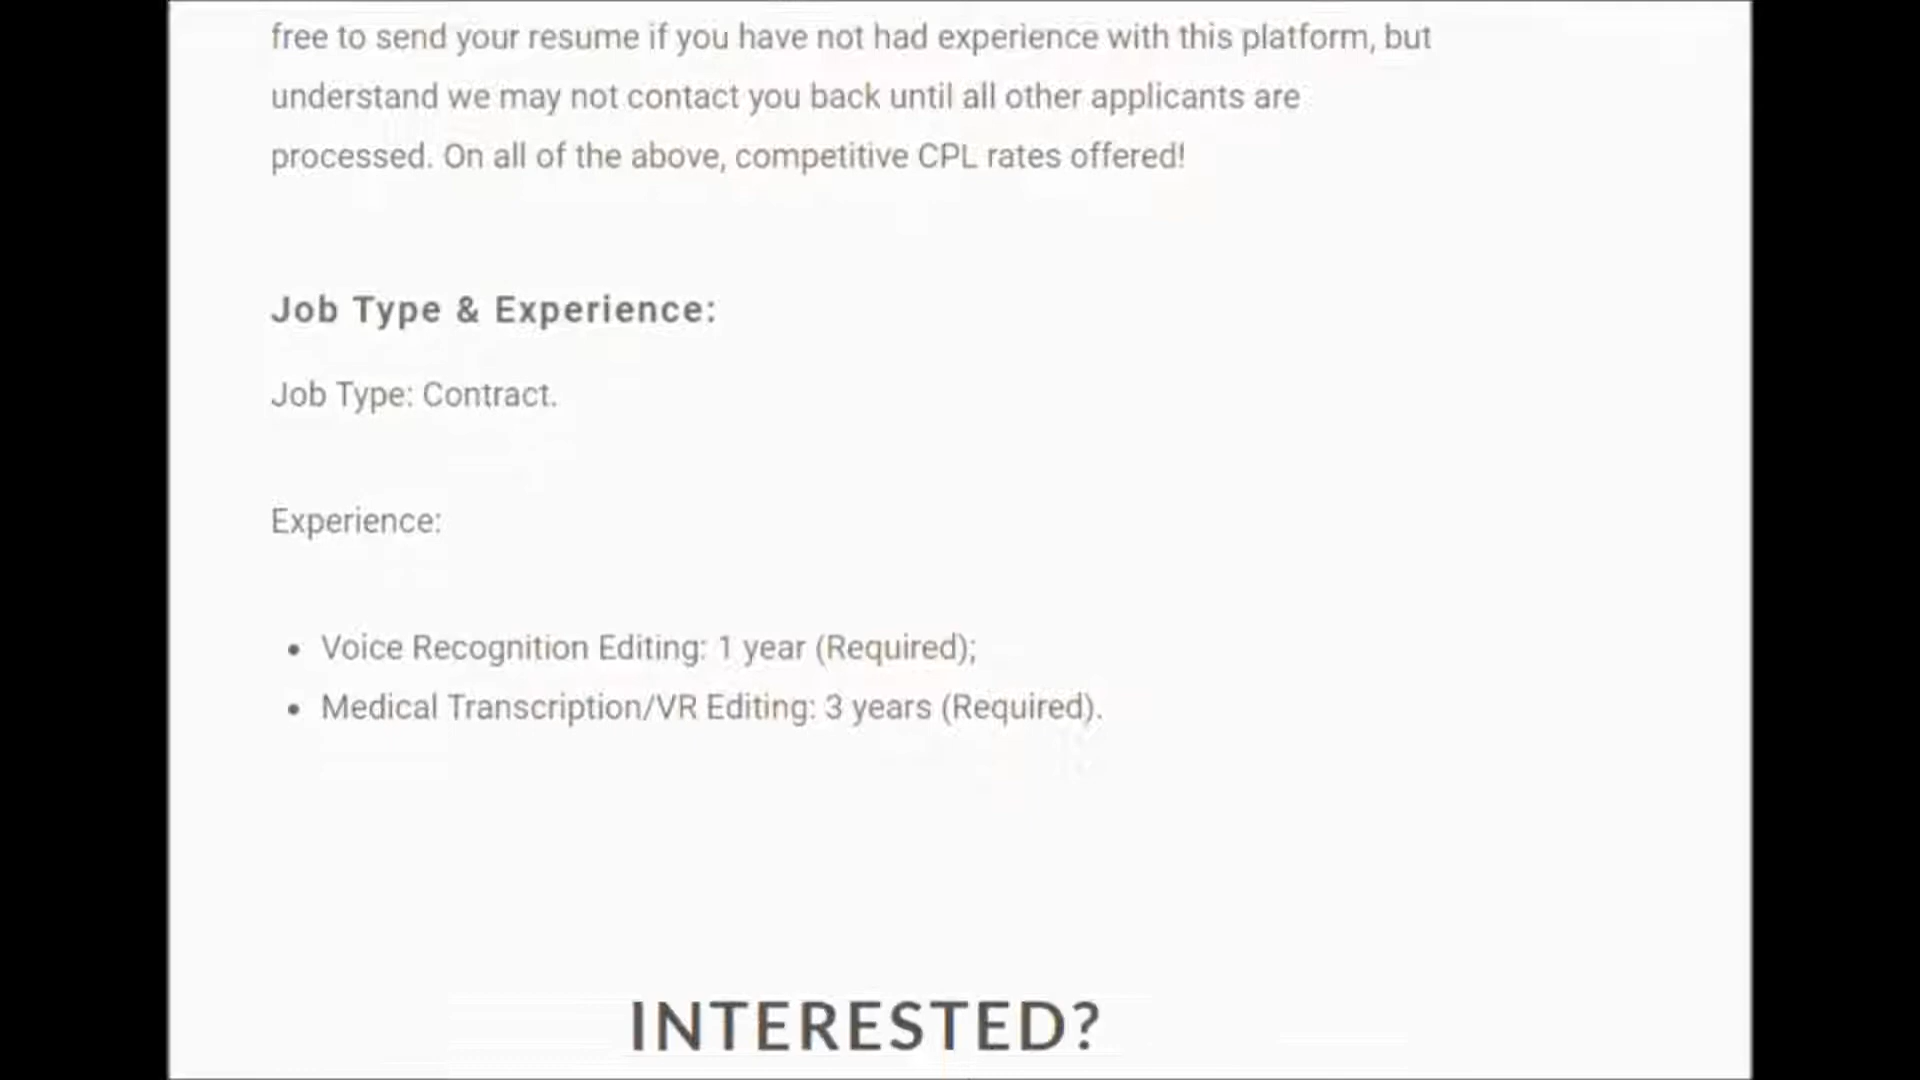 free to send your resume if you have not had experience with this platform, but
understand we may not contact you back until all other applicants are
processed. On all of the above, competitive CPL rates offered!
Job Type & Experience:
Job Type: Contract.
Experience:
• Voice Recognition Editing: 1 year (Required);
• Medical Transcription/VR Editing: 3 years (Required).
INTERESTED?